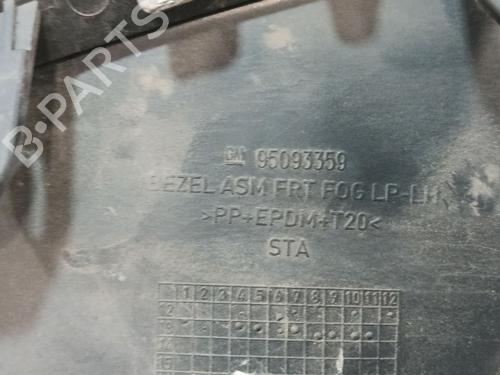 B-PARTS
GM 95093359
BEZEL ASM FRT FOG LP-LH
>PP+EPDM+T20<
STA
1 2 3 4 5 6 7 8 9 10 11 12